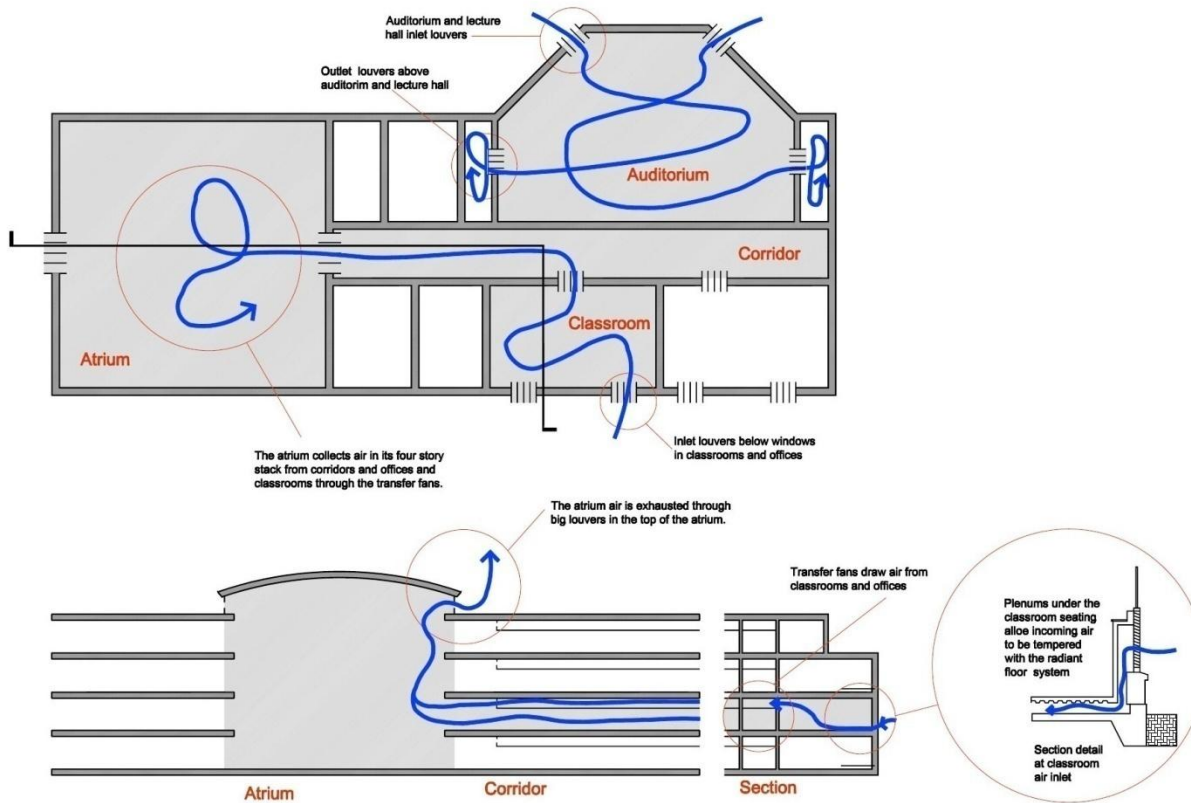 Auditorium and lecture
hall inlet louvers
Outlet louvers above
auditorim and lecture hall
Auditorium
Corridor
Classroom
Atrium
The atrium collects air in its four story
stack from corridors and offices and
classrooms through the transfer fans.
Inlet louvers below windows
in classrooms and offices
The atrium air is exhausted through
big louvers in the top of the atrium.
Transfer fans draw air from
classrooms and offices
Plenums under the
classroom seating
alloe incoming air
to be tempered
with the radiant
floor system
Section detail
at classroom
air inlet
Atrium
Corridor
Section